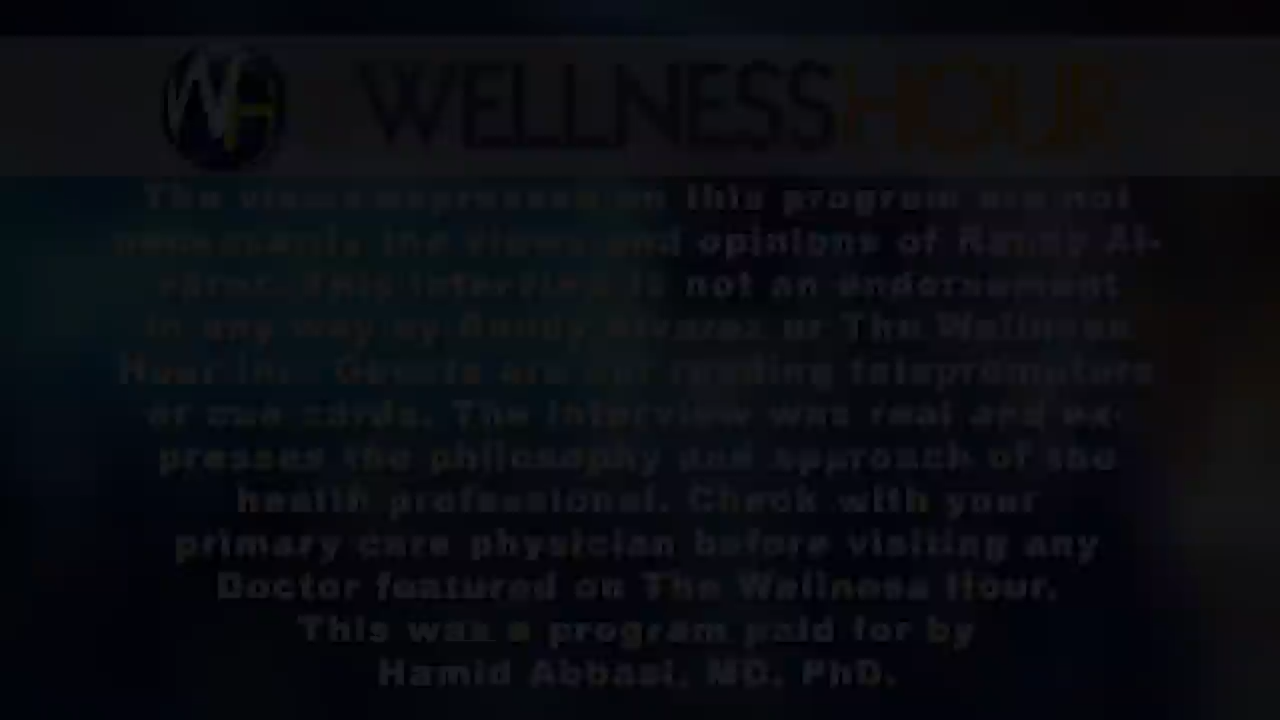 WH WELLNESSHOUR
The views expressed on this program are not
necessarily the views and opinions of Randy Al-
varez. This interview is not an endorsement
in any way by Randy Alvarez or The Wellness
Hour Inc. Guests are not reading teleprompters
or cue cards. The interview was real and ex-
presses the philosophy and approach of the
health professional. Check with your
primary care physician before visiting any
Doctor featured on The Wellness Hour.
This was a program paid for by
Hamid Abbasi, MD, PhD.